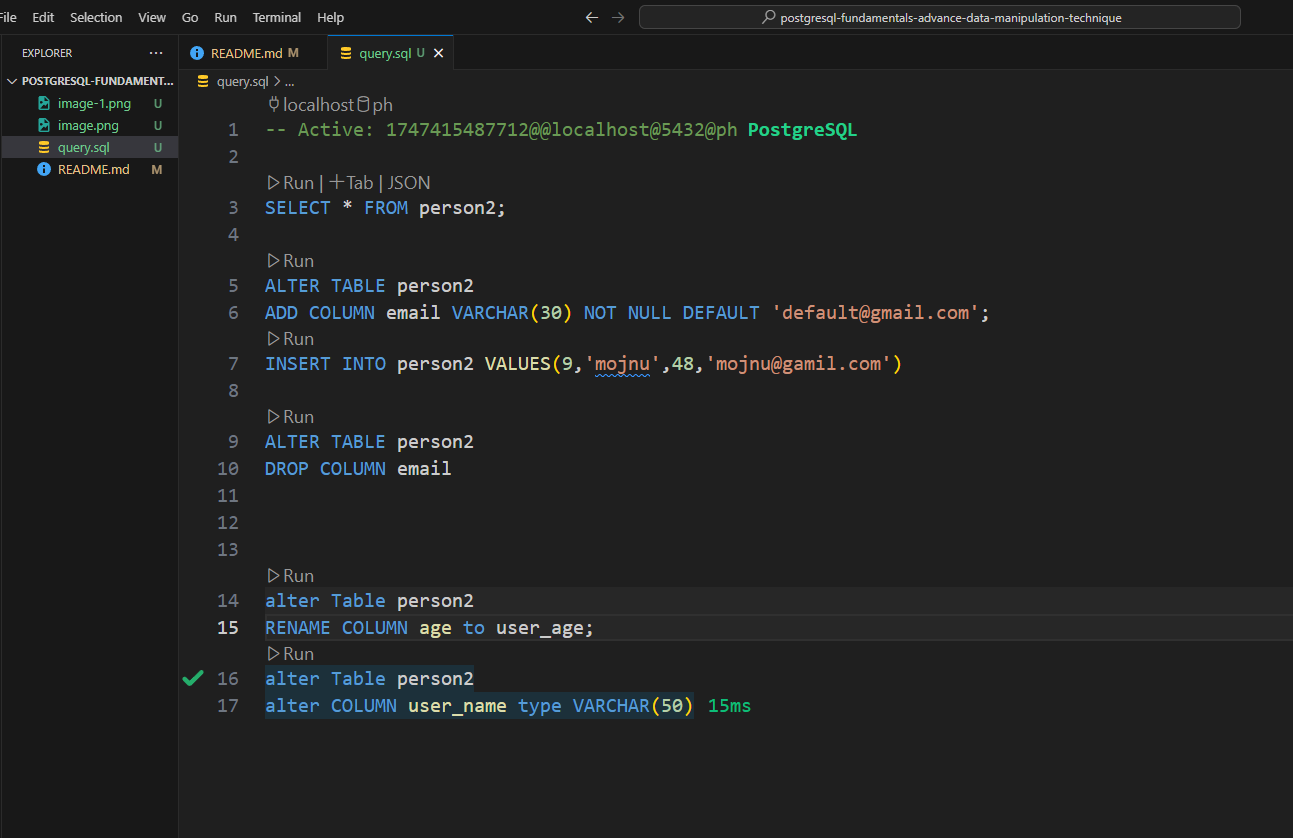 File Edit Selection View Go Run Terminal Help
postgresql-fundamentals-advance-data-manipulation-technique
EXPLORER ...
POSTGRESQL-FUNDAMENT...
image-1.png U
image.png U
query.sql U
README.md M
README.md M
query.sql U
query.sql > ...
localhost ph
1 -- Active: 1747415487712@@localhost@5432@ph PostgreSQL
2
Run | +Tab | JSON
3 SELECT * FROM person2;
4
Run
5 ALTER TABLE person2
6 ADD COLUMN email VARCHAR(30) NOT NULL DEFAULT 'default@gmail.com';
Run
7 INSERT INTO person2 VALUES(9,'mojnu',48,'mojnu@gamil.com')
8
Run
9 ALTER TABLE person2
10 DROP COLUMN email
11
12
13
Run
14 alter Table person2
15 RENAME COLUMN age to user_age;
Run
16 alter Table person2
17 alter COLUMN user_name type VARCHAR(50) 15ms